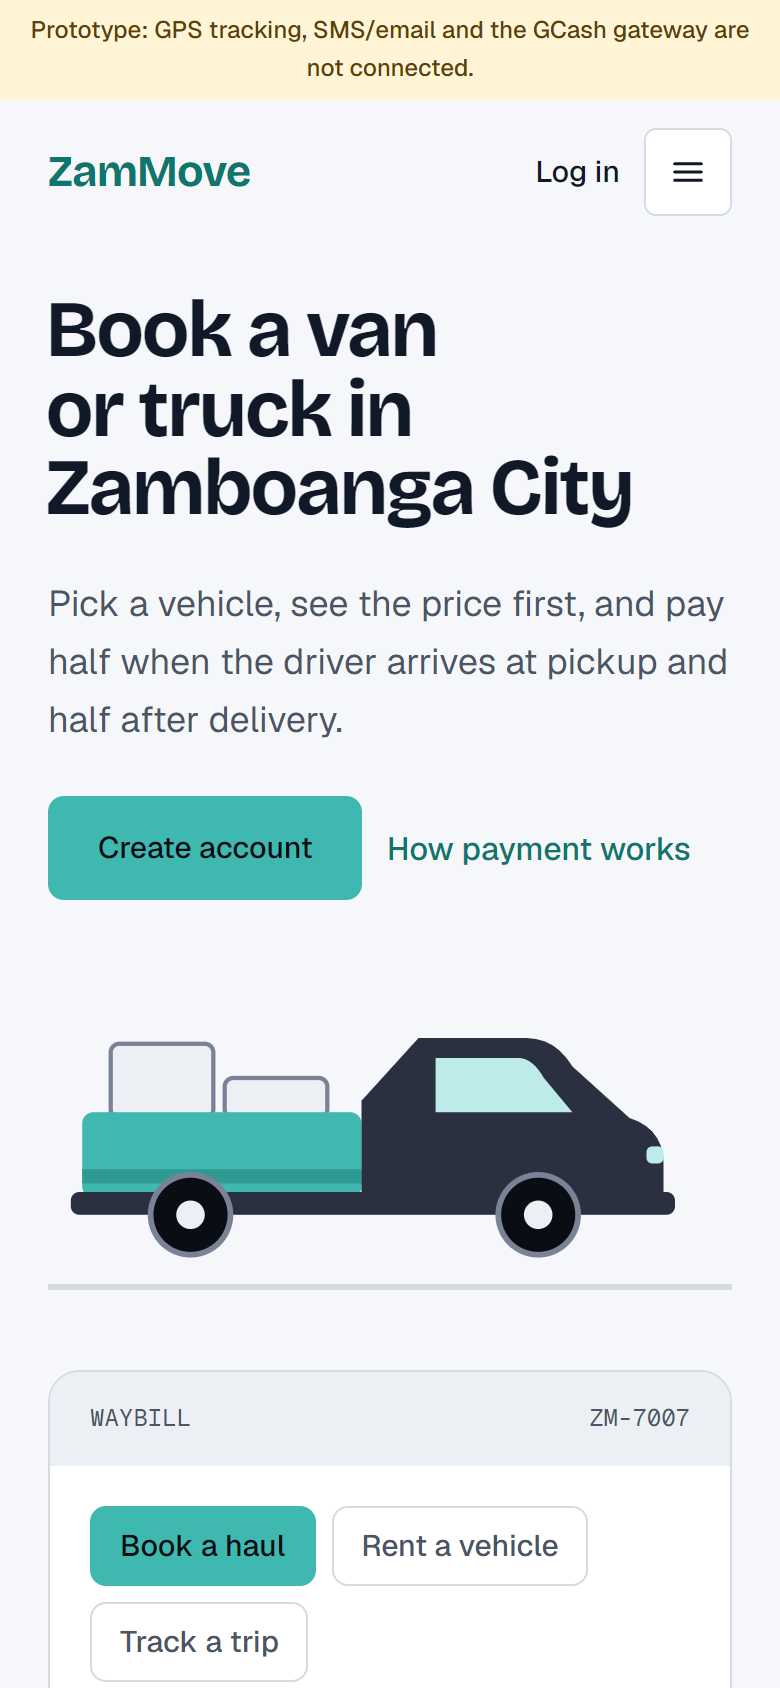 Prototype: GPS tracking, SMS/email and the GCash gateway are
not connected.
ZamMove
Log in
Book a van
or truck in
Zamboanga City
Pick a vehicle, see the price first, and pay
half when the driver arrives at pickup and
half after delivery.
Create account
How payment works
WAYBILL
ZM-7007
Book a haul
Rent a vehicle
Track a trip